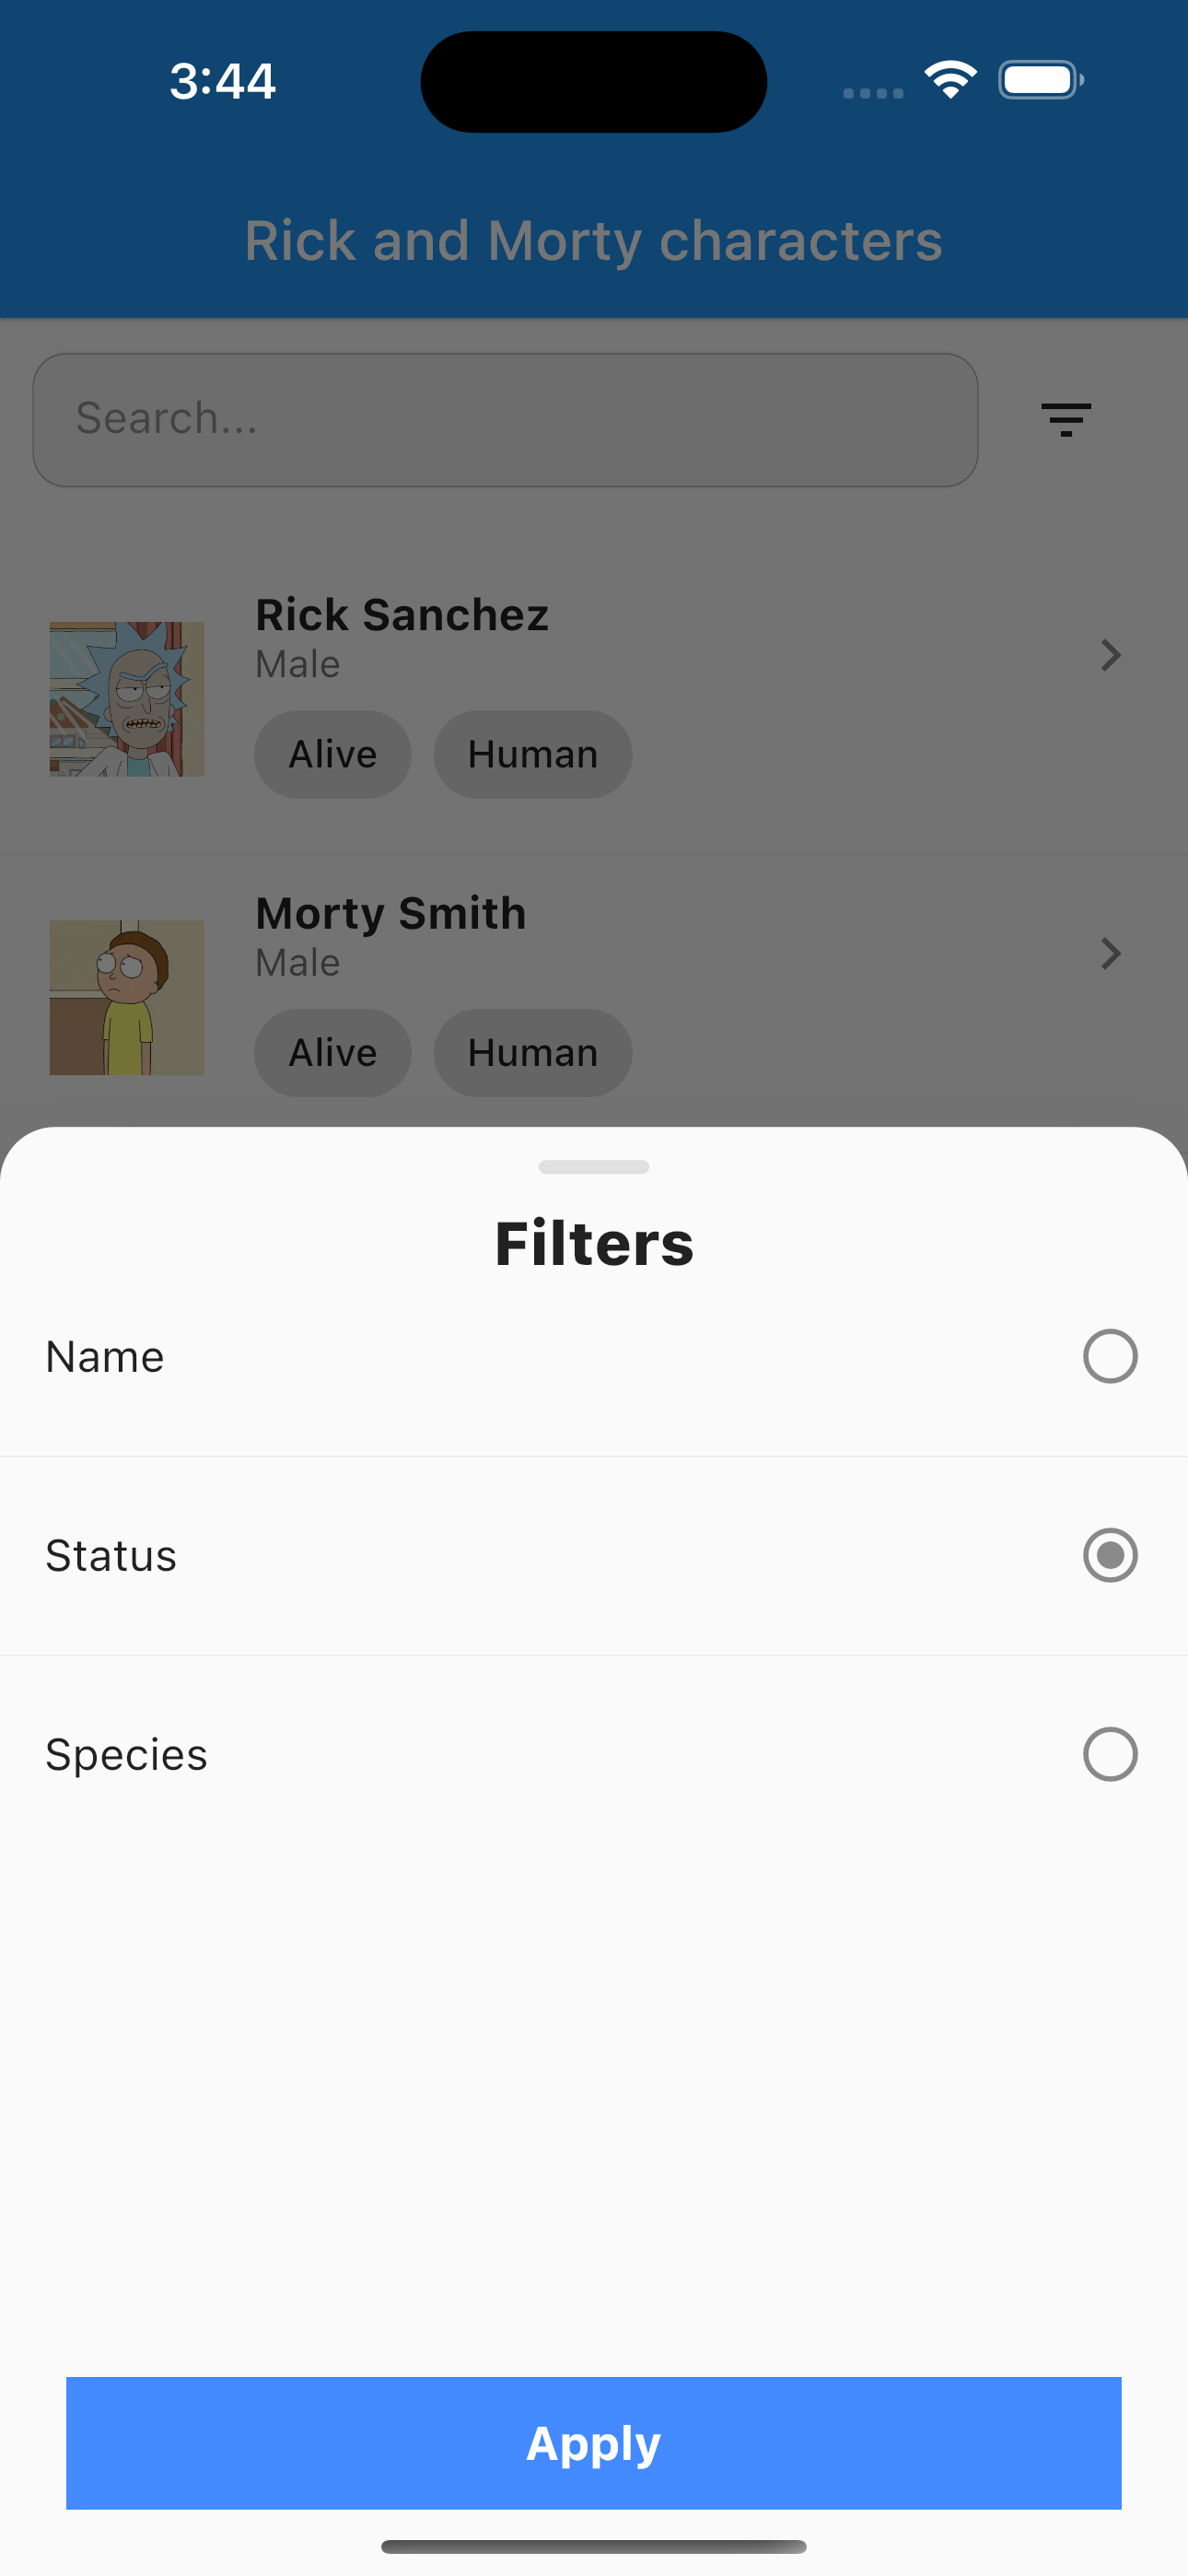 3:44
Rick and Morty characters
Search...
Rick Sanchez
Male
Alive Human
Morty Smith
Male
Alive Human
Filters
Name
Status
Species
Apply